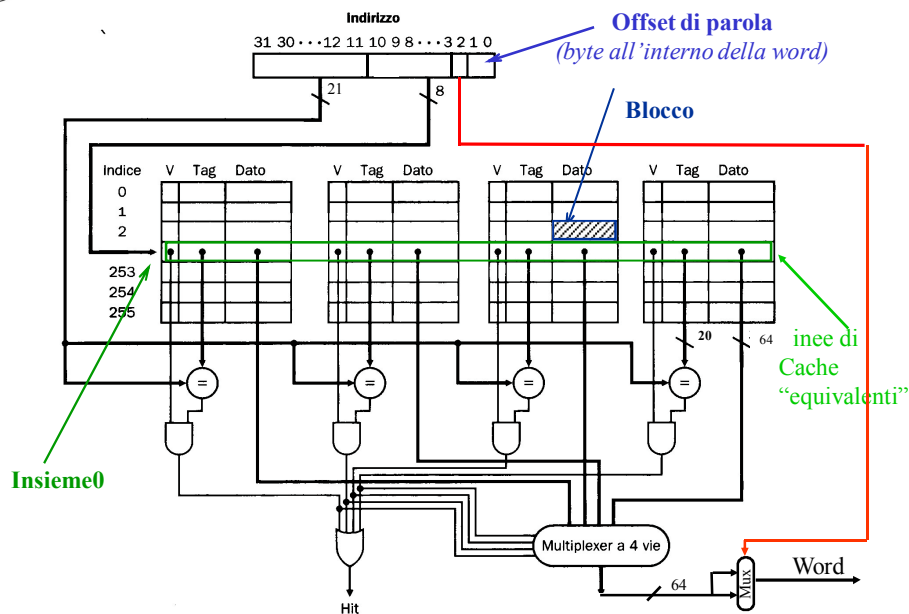 Indirizzo
31 30 · · · 12 11 10 9 8 · · · 3 2 1 0
Offset di parola
(byte all'interno della word)
21
8
Blocco
Indice
V Tag Dato
V Tag Dato
V Tag Dato
V Tag Dato
0
1
2
253
254
255
20
64
= = = =
inee di
Cache
“equivalenti”
Insieme0
Multiplexer a 4 vie
Hit
64
Mux
Word